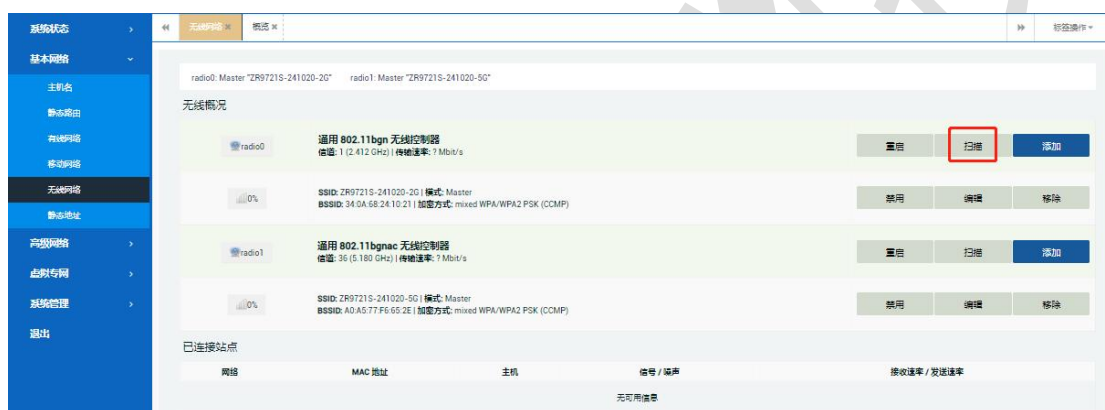 系统状态
基本网络
主机名
静态路由
有线网络
移动网络
无线网络
静态地址
高级网络
虚拟专网
系统管理
退出
无线网络 × 概览 × 标签操作
radio0: Master "ZR9721S-241020-2G" radio1: Master "ZR9721S-241020-5G"
无线概况
radio0 通用 802.11bgn 无线控制器 重启 扫描 添加
信道: 1 (2.412 GHz) | 传输速率: ? Mbit/s
0% SSID: ZR9721S-241020-2G | 模式: Master 禁用 编辑 移除
BSSID: 34:0A:68:24:10:21 | 加密方式: mixed WPA/WPA2 PSK (CCMP)
radio1 通用 802.11bgnac 无线控制器 重启 扫描 添加
信道: 36 (5.180 GHz) | 传输速率: ? Mbit/s
0% SSID: ZR9721S-241020-5G | 模式: Master 禁用 编辑 移除
BSSID: A0:A5:77:F6:65:2E | 加密方式: mixed WPA/WPA2 PSK (CCMP)
已连接站点
网络 MAC 地址 主机 信号 / 噪声 接收速率 / 发送速率
无可用信息